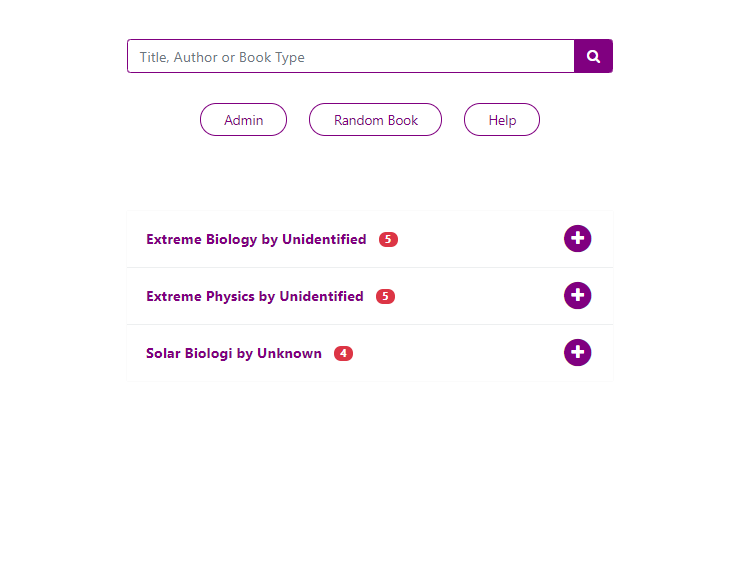 Title, Author or Book Type
Admin Random Book Help
Extreme Biology by Unidentified 5
Extreme Physics by Unidentified 5
Solar Biologi by Unknown 4